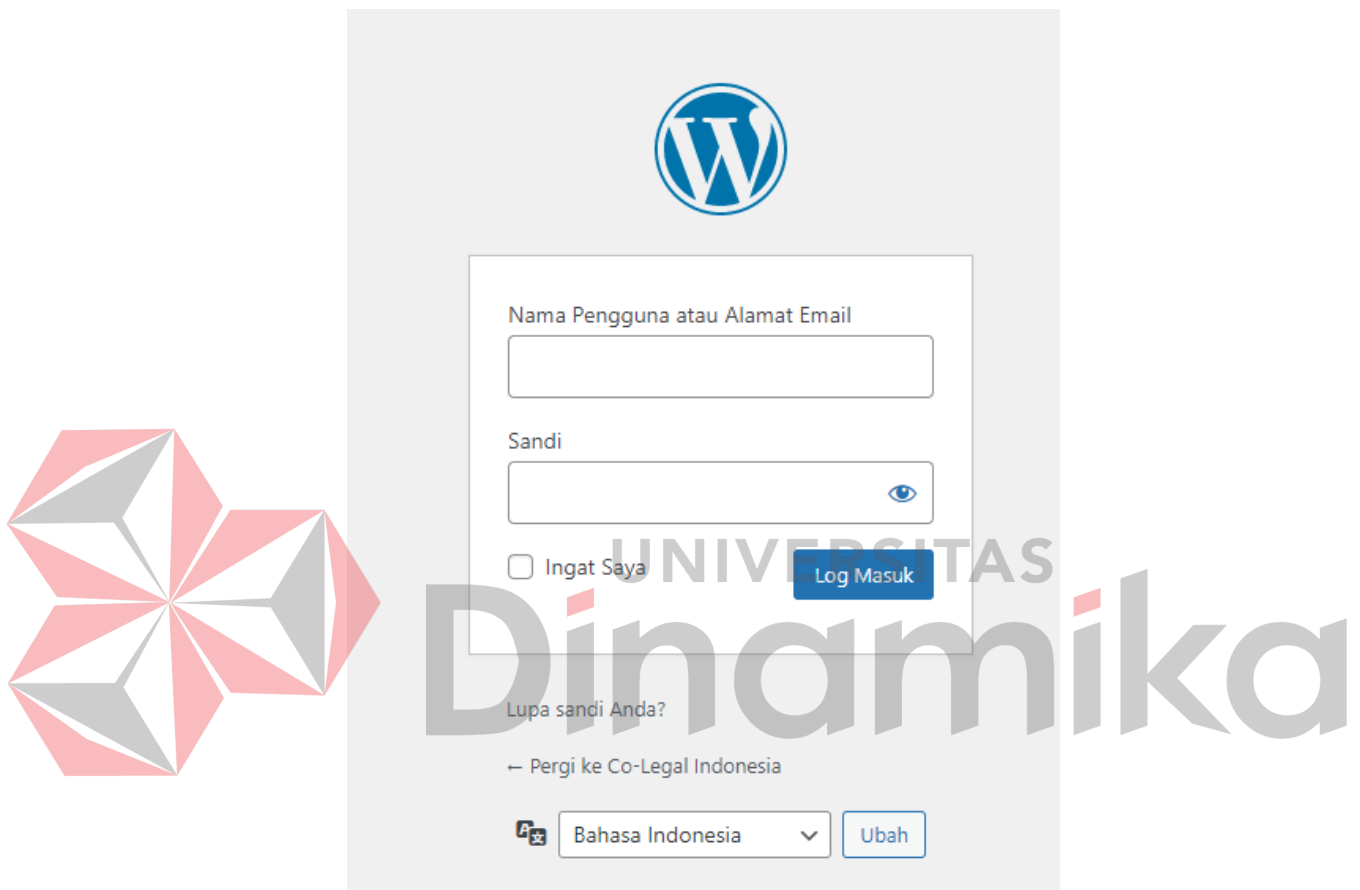 Nama Pengguna atau Alamat Email
Sandi
Ingat Saya
Log Masuk
UNIVERSITAS
Dinamika
Lupa sandi Anda?
← Pergi ke Co-Legal Indonesia
Bahasa Indonesia
Ubah